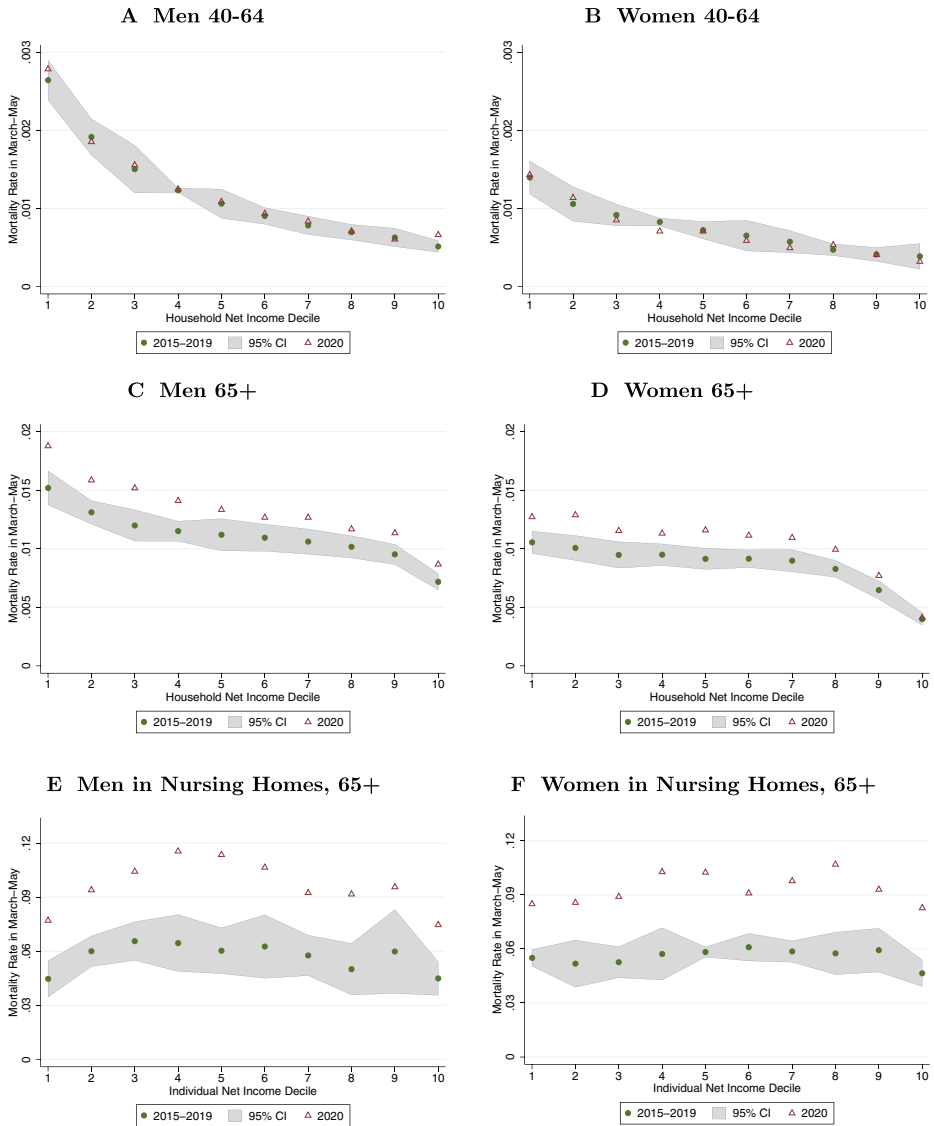 A Men 40-64
B Women 40-64
Mortality Rate in March–May
0 .001 .002 .003
1 2 3 4 5 6 7 8 9 10
Household Net Income Decile
2015–2019 95% CI 2020
Mortality Rate in March–May
0 .001 .002 .003
1 2 3 4 5 6 7 8 9 10
Household Net Income Decile
2015–2019 95% CI 2020
C Men 65+
D Women 65+
Mortality Rate in March–May
0 .005 .01 .015 .02
1 2 3 4 5 6 7 8 9 10
Household Net Income Decile
2015–2019 95% CI 2020
Mortality Rate in March–May
0 .005 .01 .015 .02
1 2 3 4 5 6 7 8 9 10
Household Net Income Decile
2015–2019 95% CI 2020
E Men in Nursing Homes, 65+
F Women in Nursing Homes, 65+
Mortality Rate in March–May
0 .03 .06 .09 .12
1 2 3 4 5 6 7 8 9 10
Individual Net Income Decile
2015–2019 95% CI 2020
Mortality Rate in March–May
0 .03 .06 .09 .12
1 2 3 4 5 6 7 8 9 10
Individual Net Income Decile
2015–2019 95% CI 2020